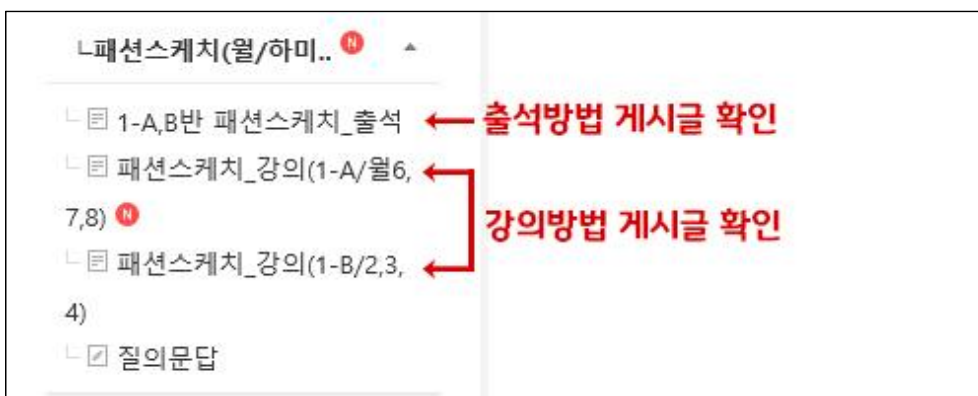 └패션스케치(월/하미.. N
1-A,B반 패션스케치_출석 출석방법 게시글 확인
패션스케치_강의(1-A/월6,
7,8) N
강의방법 게시글 확인
패션스케치_강의(1-B/2,3,
4)
질의문답